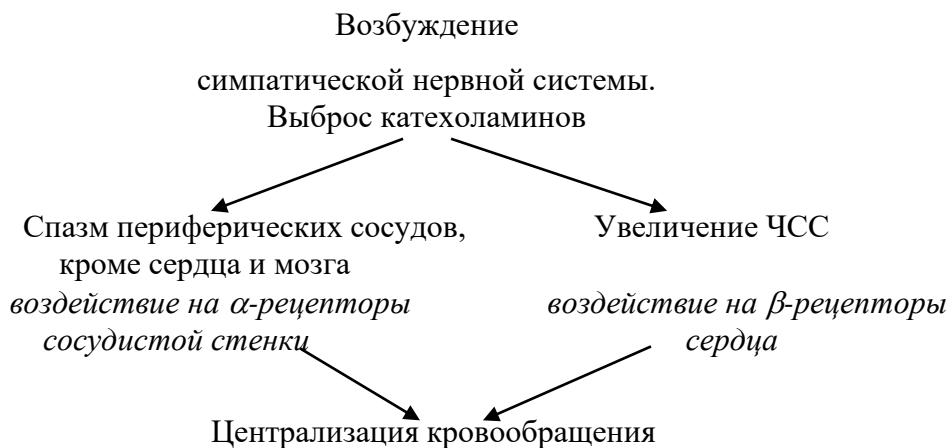 Возбуждение
симпатической нервной системы.
Выброс катехоламинов
Спазм периферических сосудов,
кроме сердца и мозга
воздействие на α-рецепторы
сосудистой стенки
Увеличение ЧСС
воздействие на β-рецепторы
сердца
Централизация кровообращения